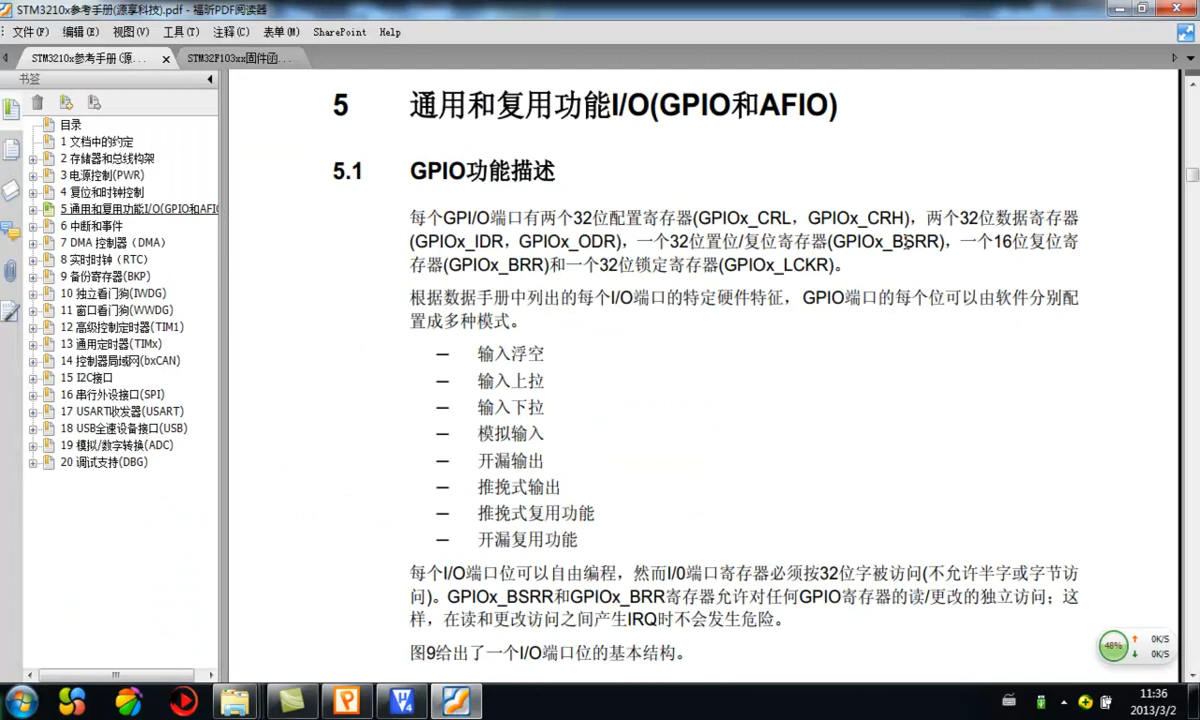 STM3210x参考手册(源享科技).pdf - 福昕PDF阅读器
文件(F) 编辑(E) 视图(V) 工具(T) 注释(C) 表单(M) SharePoint Help
STM3210x参考手册(源... STM32F103xx固件函...
书签
目录
1 文档中的约定
2 存储器和总线构架
3 电源控制(PWR)
4 复位和时钟控制
5 通用和复用功能I/O(GPIO和AFIO
6 中断和事件
7 DMA 控制器（DMA）
8 实时时钟（RTC）
9 备份寄存器(BKP)
10 独立看门狗(IWDG)
11 窗口看门狗(WWDG)
12 高级控制定时器(TIM1)
13 通用定时器(TIMx)
14 控制器局域网(bxCAN)
15 I2C接口
16 串行外设接口(SPI)
17 USART收发器(USART)
18 USB全速设备接口(USB)
19 模拟/数字转换(ADC)
20 调试支持(DBG)
5 通用和复用功能I/O(GPIO和AFIO)
5.1 GPIO功能描述
每个GPI/O端口有两个32位配置寄存器(GPIOx_CRL，GPIOx_CRH)，两个32位数据寄存器
(GPIOx_IDR，GPIOx_ODR)，一个32位置位/复位寄存器(GPIOx_BSRR)，一个16位复位寄
存器(GPIOx_BRR)和一个32位锁定寄存器(GPIOx_LCKR)。
根据数据手册中列出的每个I/O端口的特定硬件特征，GPIO端口的每个位可以由软件分别配
置成多种模式。
─ 输入浮空
─ 输入上拉
─ 输入下拉
─ 模拟输入
─ 开漏输出
─ 推挽式输出
─ 推挽式复用功能
─ 开漏复用功能
每个I/O端口位可以自由编程，然而I/0端口寄存器必须按32位字被访问(不允许半字或字节访
问)。GPIOx_BSRR和GPIOx_BRR寄存器允许对任何GPIO寄存器的读/更改的独立访问；这
样，在读和更改访问之间产生IRQ时不会发生危险。
图9给出了一个I/O端口位的基本结构。
48% 0K/S
0K/S
11:36
2013/3/2